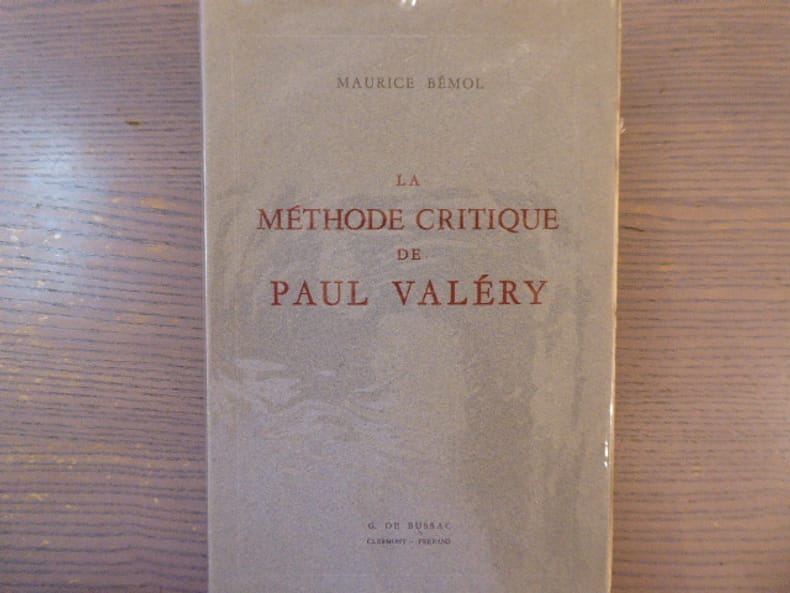 MAURICE BÉMOL
LA
MÉTHODE CRITIQUE
DE
PAUL VALÉRY
G. DE BUSSAC
CLERMONT - FERRAND